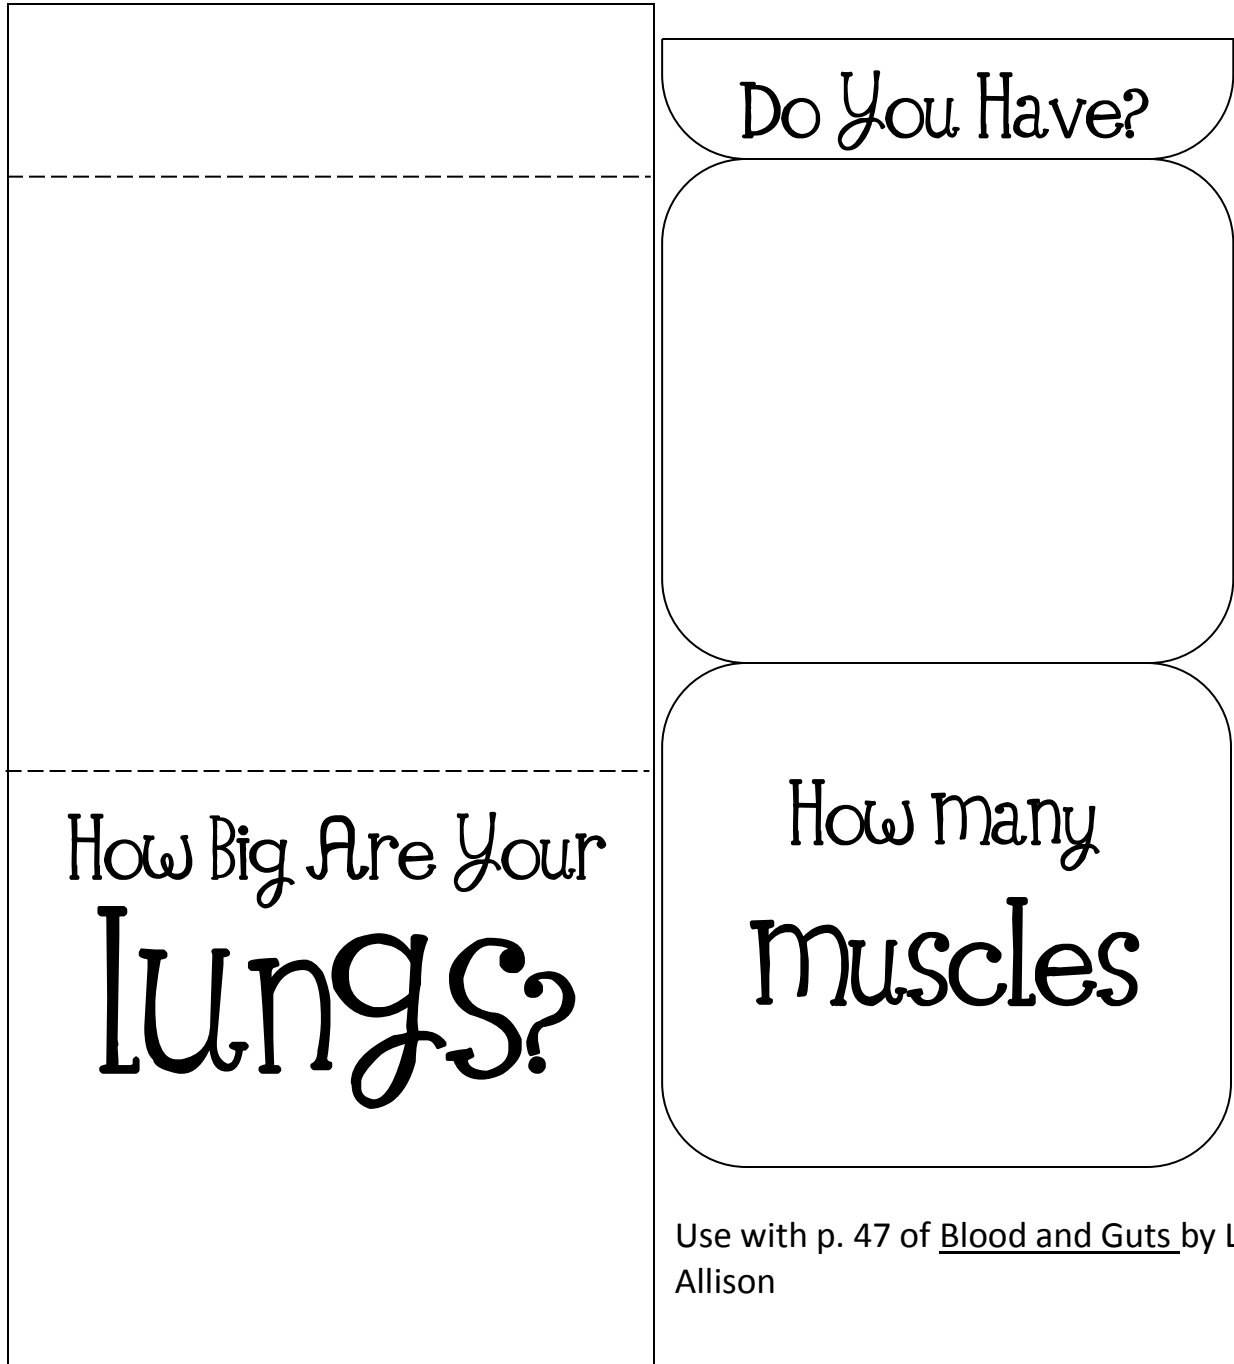 How Big Are Your
lungs?
Do You Have?
How many
muscles
Use with p. 47 of Blood and Guts by
Allison